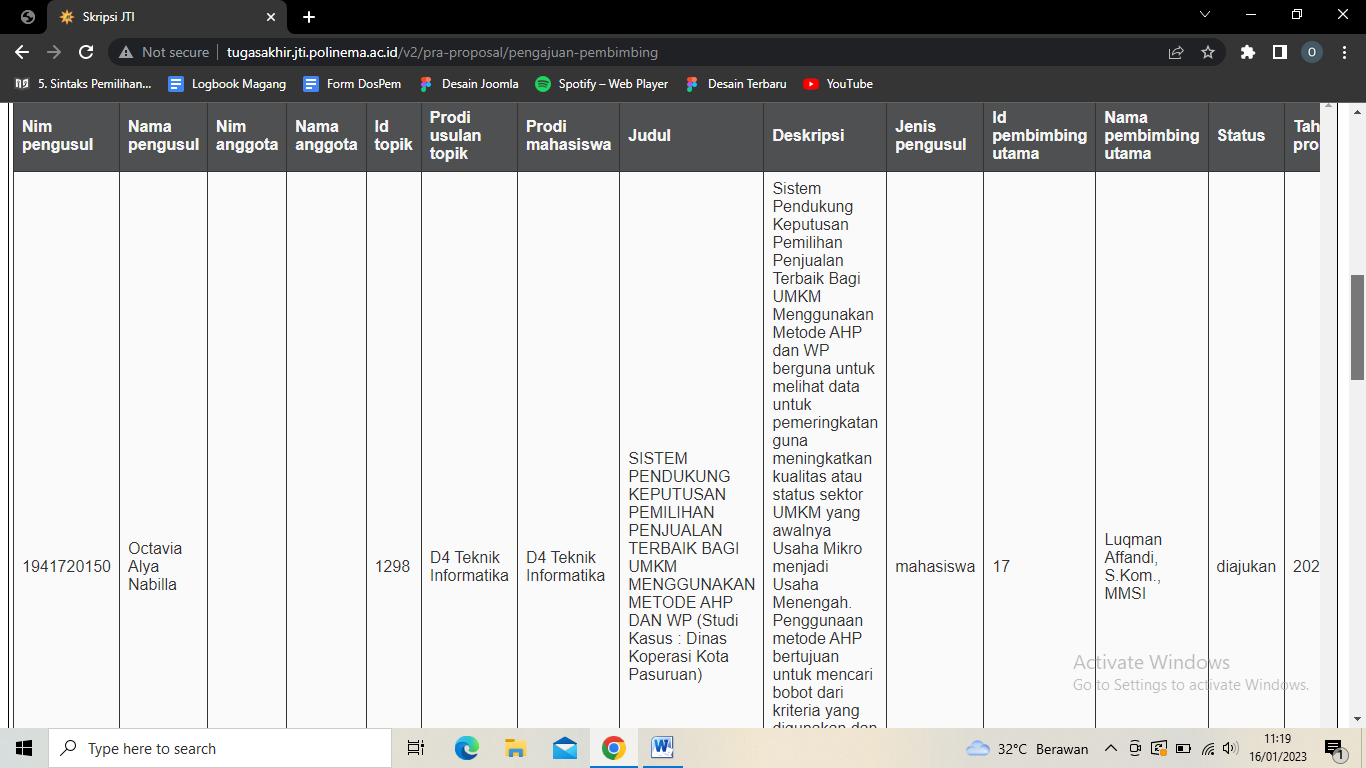 Skripsi JTI
Not secure tugasakhir.jti.polinema.ac.id/v2/pra-proposal/pengajuan-pembimbing O
5. Sintaks Pemilihan... Logbook Magang Form DosPem Desain Joomla Spotify – Web Player Desain Terbaru YouTube
Nim
pengusul
Nama
pengusul
Nim
anggota
Nama
anggota
Id
topik
Prodi
usulan
topik
Prodi
mahasiswa
Judul
Deskripsi
Jenis
pengusul
Id
pembimbing
utama
Nama
pembimbing
utama
Status
Tah
pro
1941720150
Octavia
Alya
Nabilla
1298
D4 Teknik
Informatika
D4 Teknik
Informatika
SISTEM
PENDUKUNG
KEPUTUSAN
PEMILIHAN
PENJUALAN
TERBAIK BAGI
UMKM
MENGGUNAKAN
METODE AHP
DAN WP (Studi
Kasus : Dinas
Koperasi Kota
Pasuruan)
Sistem
Pendukung
Keputusan
Pemilihan
Penjualan
Terbaik Bagi
UMKM
Menggunakan
Metode AHP
dan WP
berguna untuk
melihat data
untuk
pemeringkatan
guna
meningkatkan
kualitas atau
status sektor
UMKM yang
awalnya
Usaha Mikro
menjadi
Usaha
Menengah.
Penggunaan
metode AHP
bertujuan
untuk mencari
bobot dari
kriteria yang
digunakan dan
mahasiswa
17
Luqman
Affandi,
S.Kom.,
MMSI
diajukan
202
Activate Windows
Go to Settings to activate Windows.
Type here to search
32°C Berawan
11:19
16/01/2023
1